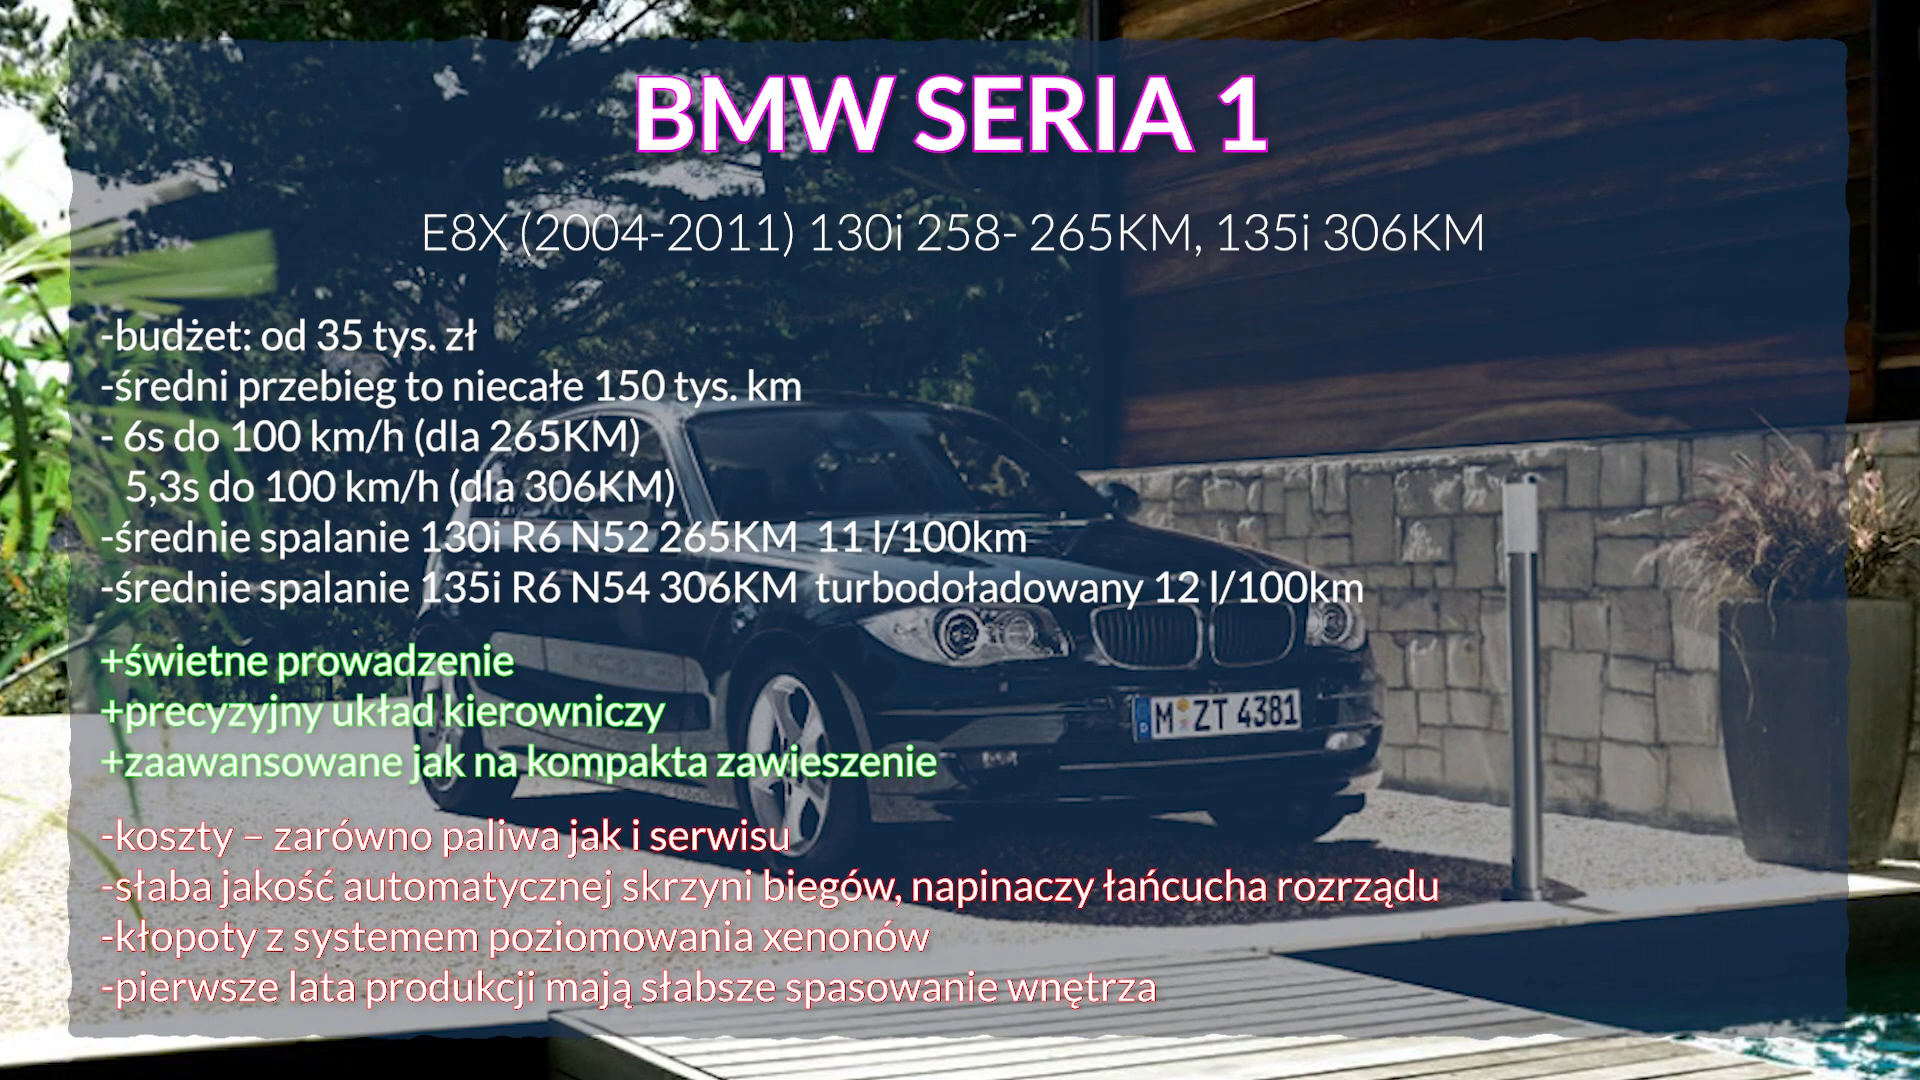 BMW SERIA 1
E8X (2004-2011) 130i 258- 265KM, 135i 306KM
-budżet: od 35 tys. zł
-średni przebieg to niecałe 150 tys. km
- 6s do 100 km/h (dla 265KM)
5,3s do 100 km/h (dla 306KM)
-średnie spalanie 130i R6 N52 265KM 11 l/100km
-średnie spalanie 135i R6 N54 306KM turbodoładowany 12 l/100km
+świetne prowadzenie
+precyzyjny układ kierowniczy
M ZT 4381
+zaawansowane jak na kompakta zawieszenie
-koszty – zarówno paliwa jak i serwisu
-słaba jakość automatycznej skrzyni biegów, napinaczy łańcucha rozrządu
-kłopoty z systemem poziomowania xenonów
-pierwsze lata produkcji mają słabsze spasowanie wnętrza